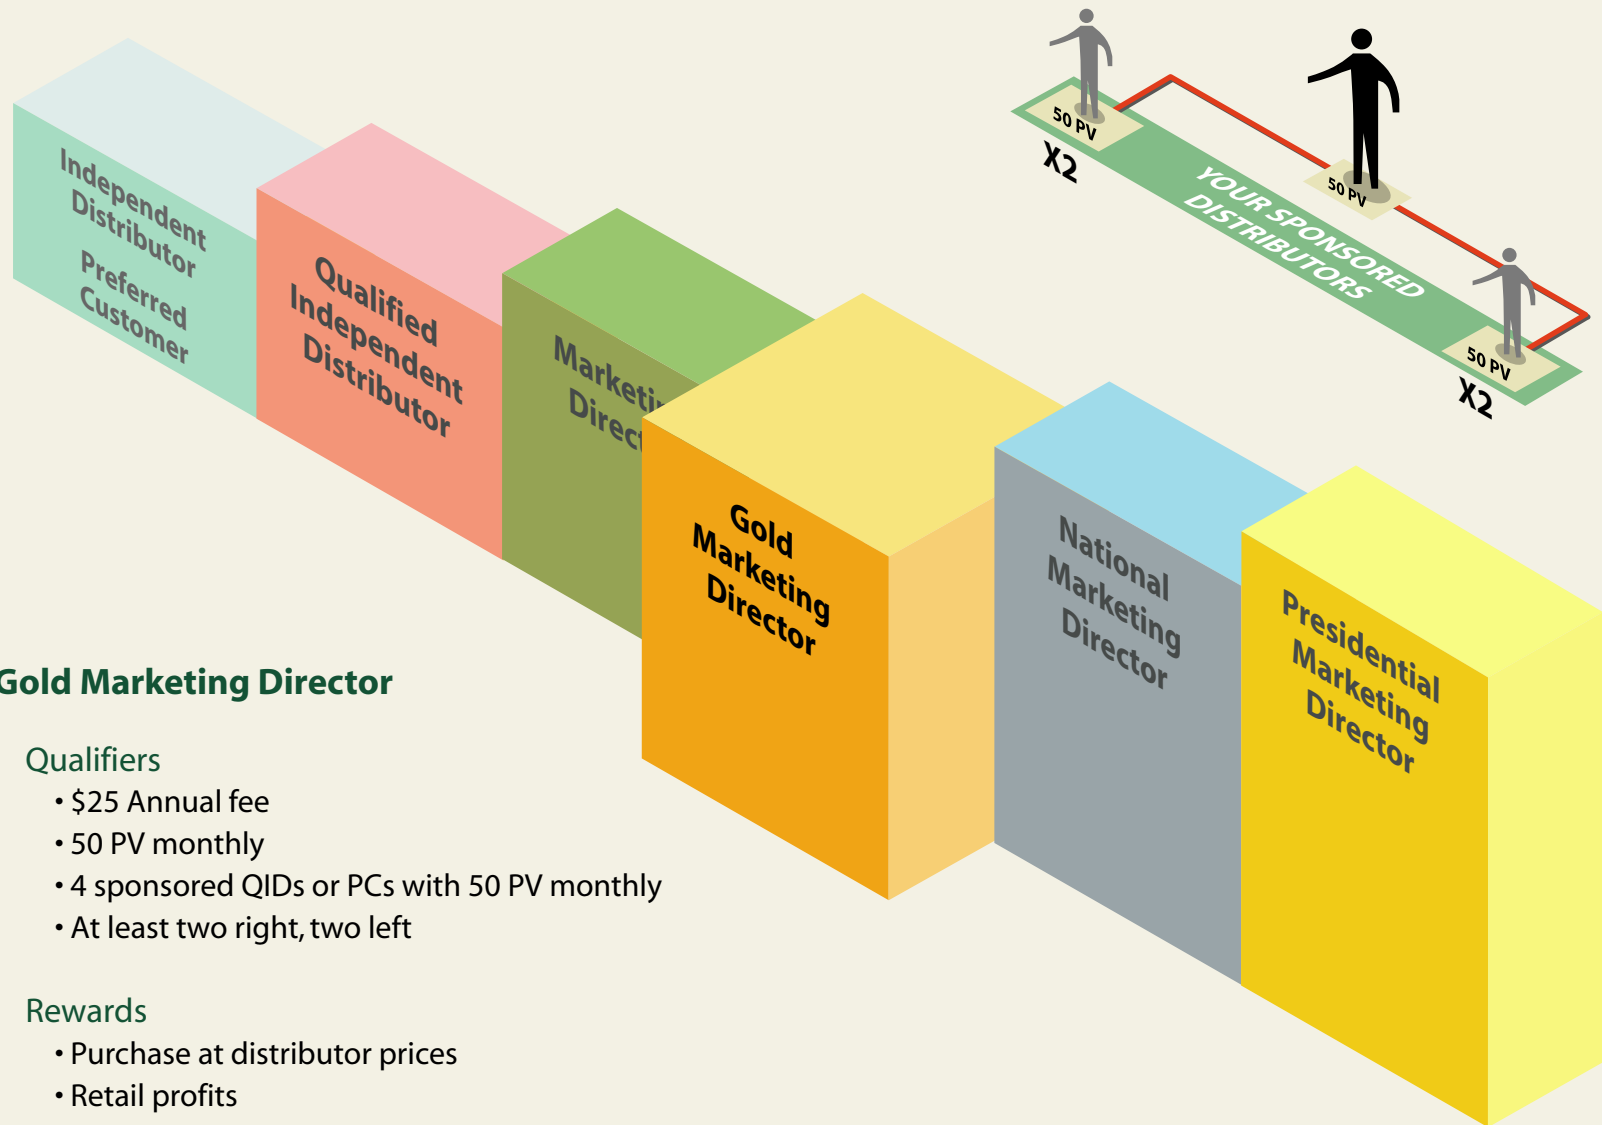 50 PV
X2
50 PV
YOUR SPONSORED
DISTRIBUTORS
50 PV
X2
Independent
Distributor
Preferred
Customer
Qualified
Independent
Distributor
Gold
Marketing
Director
National
Marketing
Director
Presidential
Marketing
Director
Gold Marketing Director
Qualifiers
• $25 Annual fee
• 50 PV monthly
• 4 sponsored QIDs or PCs with 50 PV monthly
• At least two right, two left
Rewards
• Purchase at distributor prices
• Retail profits